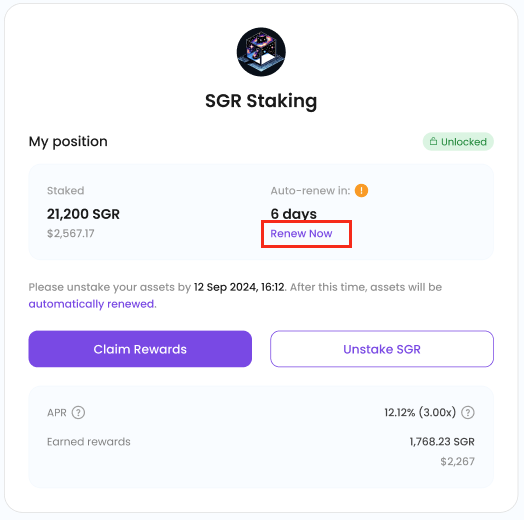 SGR Staking
My position
Unlocked
Staked
Auto-renew in:
21,200 SGR
6 days
$2,567.17
Renew Now
Please unstake your assets by 12 Sep 2024, 16:12. After this time, assets will be
automatically renewed.
Claim Rewards
Unstake SGR
APR ?
12.12% (3.00x) ?
Earned rewards
1,768.23 SGR
$2,267